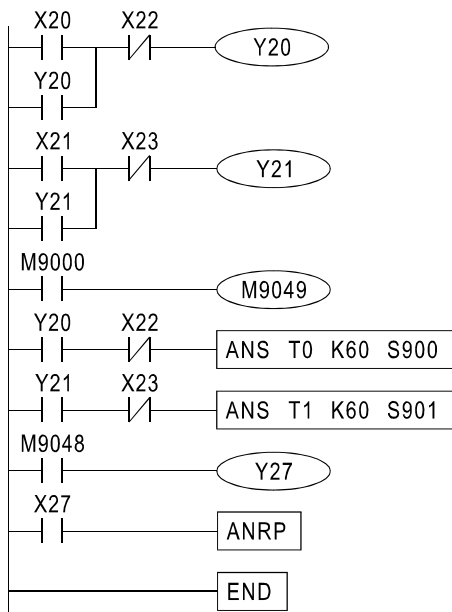 X20 X22
Y20
Y20
X21 X23
Y21
Y21
M9000
M9049
Y20 X22
ANS T0 K60 S900
Y21 X23
ANS T1 K60 S901
M9048
Y27
X27
ANRP
END